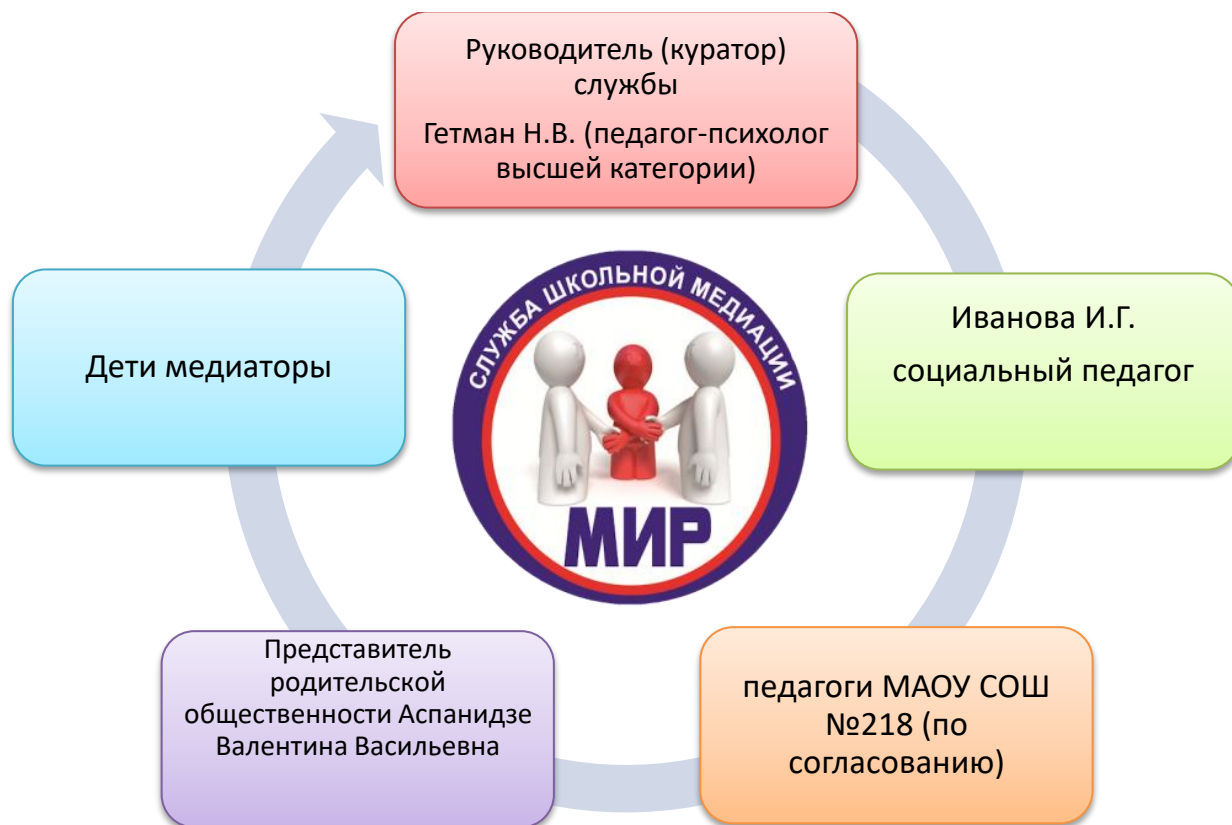 Руководитель (куратор)
службы
Гетман Н.В. (педагог-психолог
высшей категории)
Иванова И.Г.
социальный педагог
педагоги МАОУ СОШ
№218 (по
согласованию)
Представитель
родительской
общественности Аспанидзе
Валентина Васильевна
Дети медиаторы
СЛУЖБА ШКОЛЬНОЙ МЕДИАЦИИ
МИР